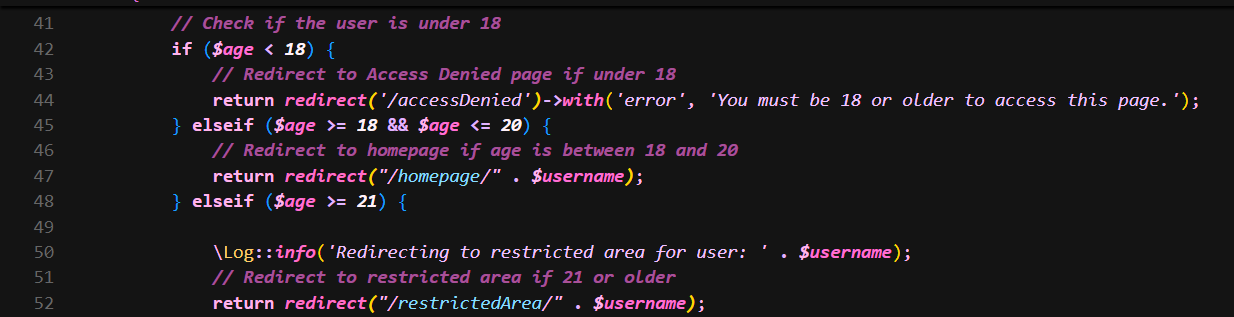 41 // Check if the user is under 18
42 if ($age < 18) {
43 // Redirect to Access Denied page if under 18
44 return redirect('/accessDenied')->with('error', 'You must be 18 or older to access this page.');
45 } elseif ($age >= 18 && $age <= 20) {
46 // Redirect to homepage if age is between 18 and 20
47 return redirect("/homepage/" . $username);
48 } elseif ($age >= 21) {
49
50 \Log::info('Redirecting to restricted area for user: ' . $username);
51 // Redirect to restricted area if 21 or older
52 return redirect("/restrictedArea/" . $username);